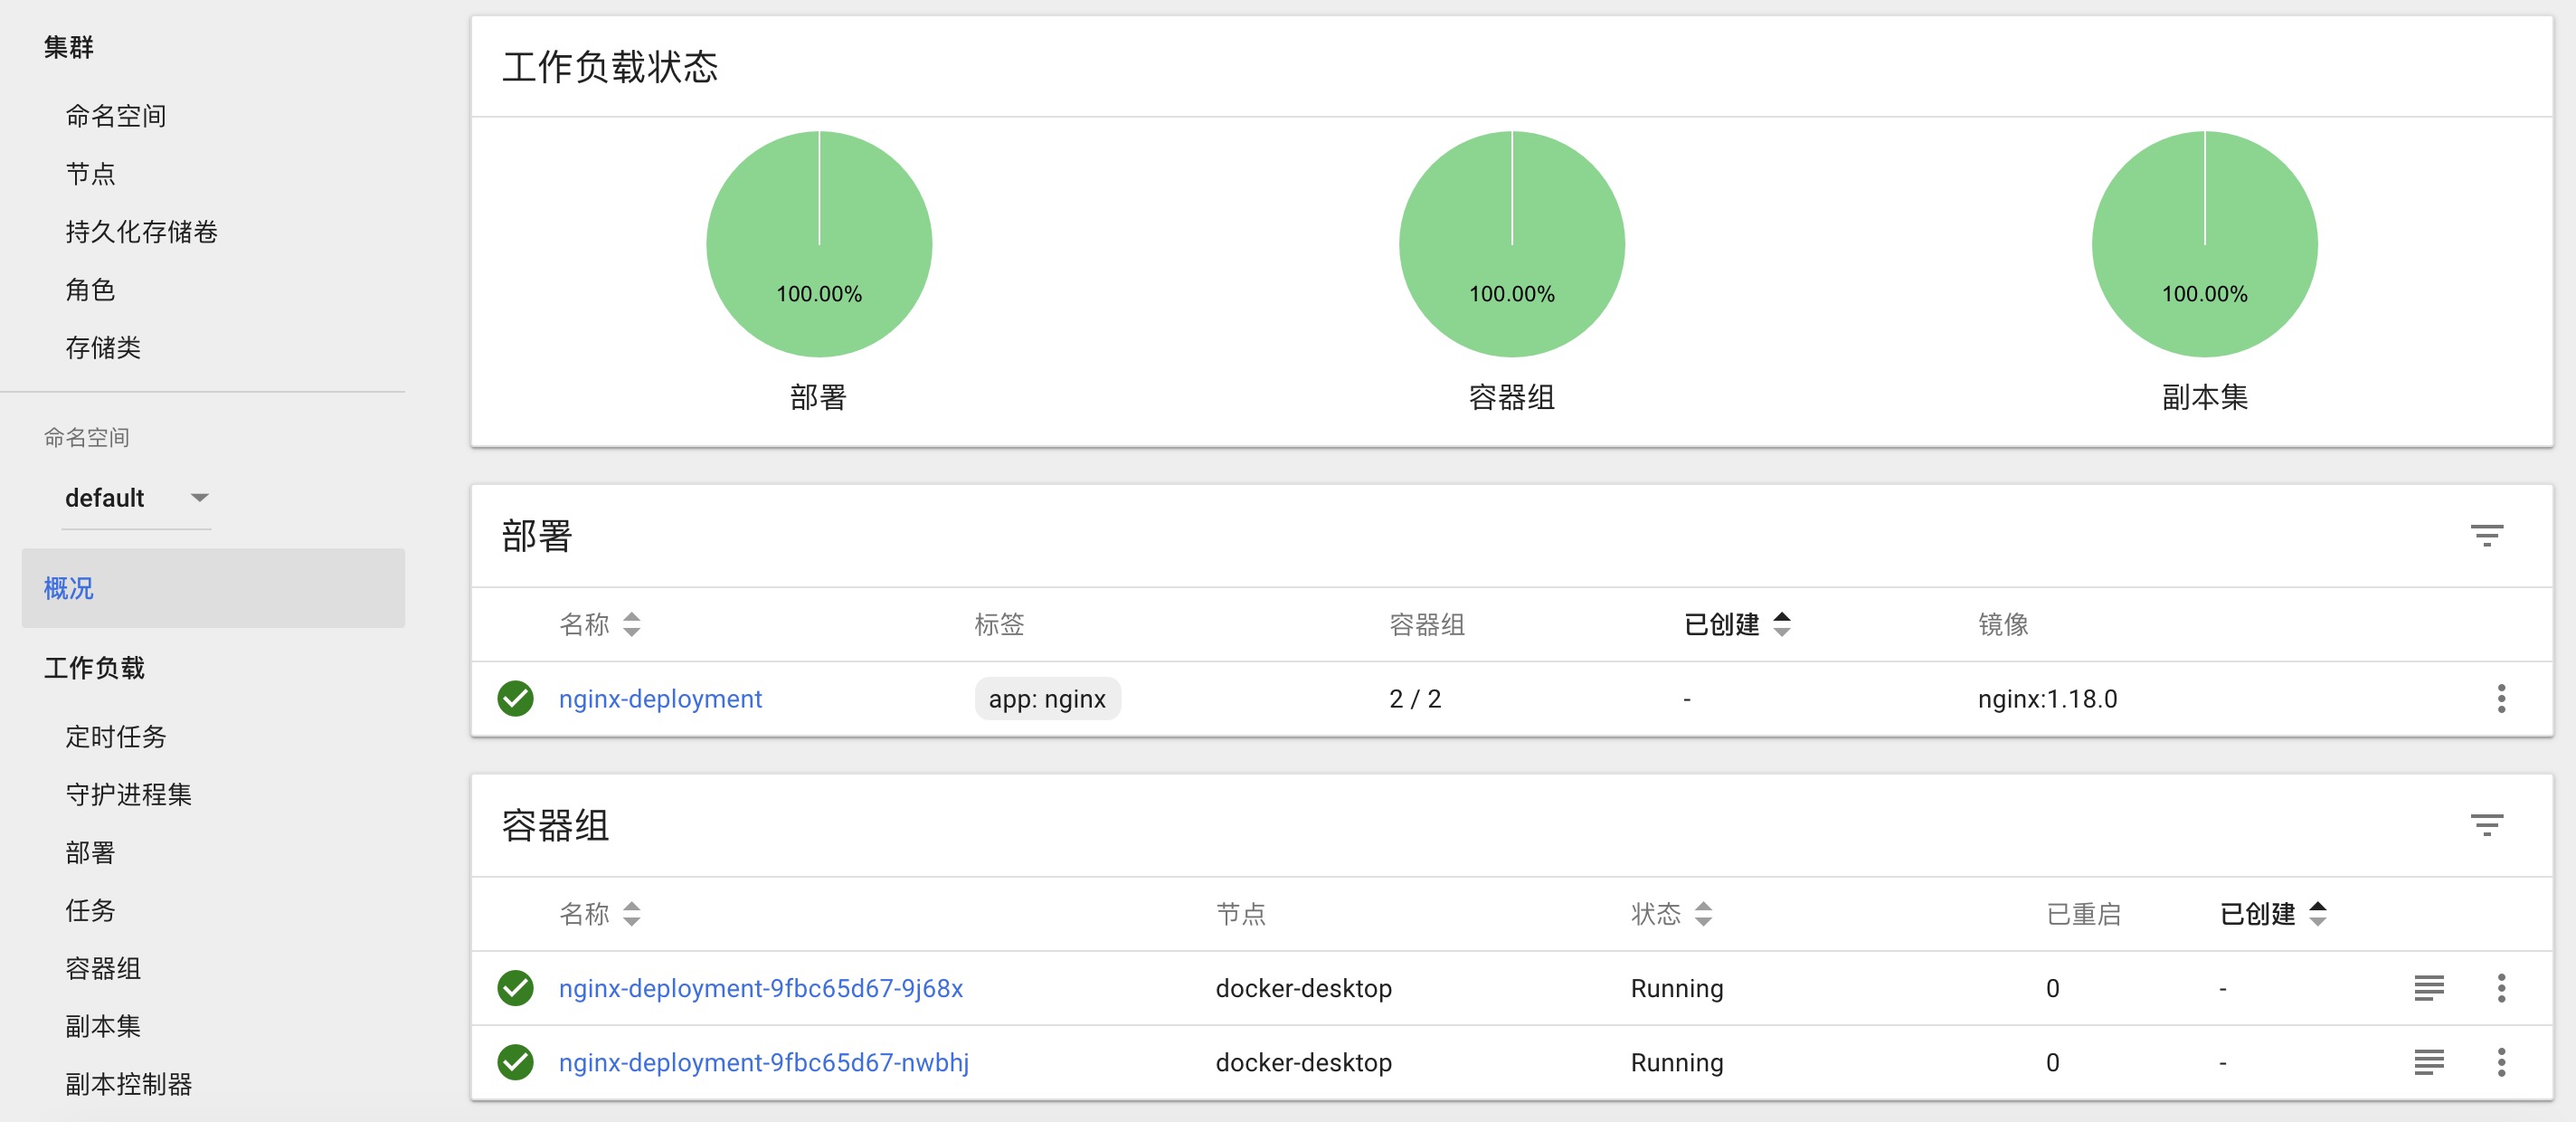 集群
命名空间
节点
持久化存储卷
角色
存储类
命名空间
default
概况
工作负载
定时任务
守护进程集
部署
任务
容器组
副本集
副本控制器
工作负载状态
100.00% 100.00% 100.00%
部署 容器组 副本集
部署
名称 标签 容器组 已创建 镜像
nginx-deployment app: nginx 2 / 2 - nginx:1.18.0
容器组
名称 节点 状态 已重启 已创建
nginx-deployment-9fbc65d67-9j68x docker-desktop Running 0 -
nginx-deployment-9fbc65d67-nwbhj docker-desktop Running 0 -